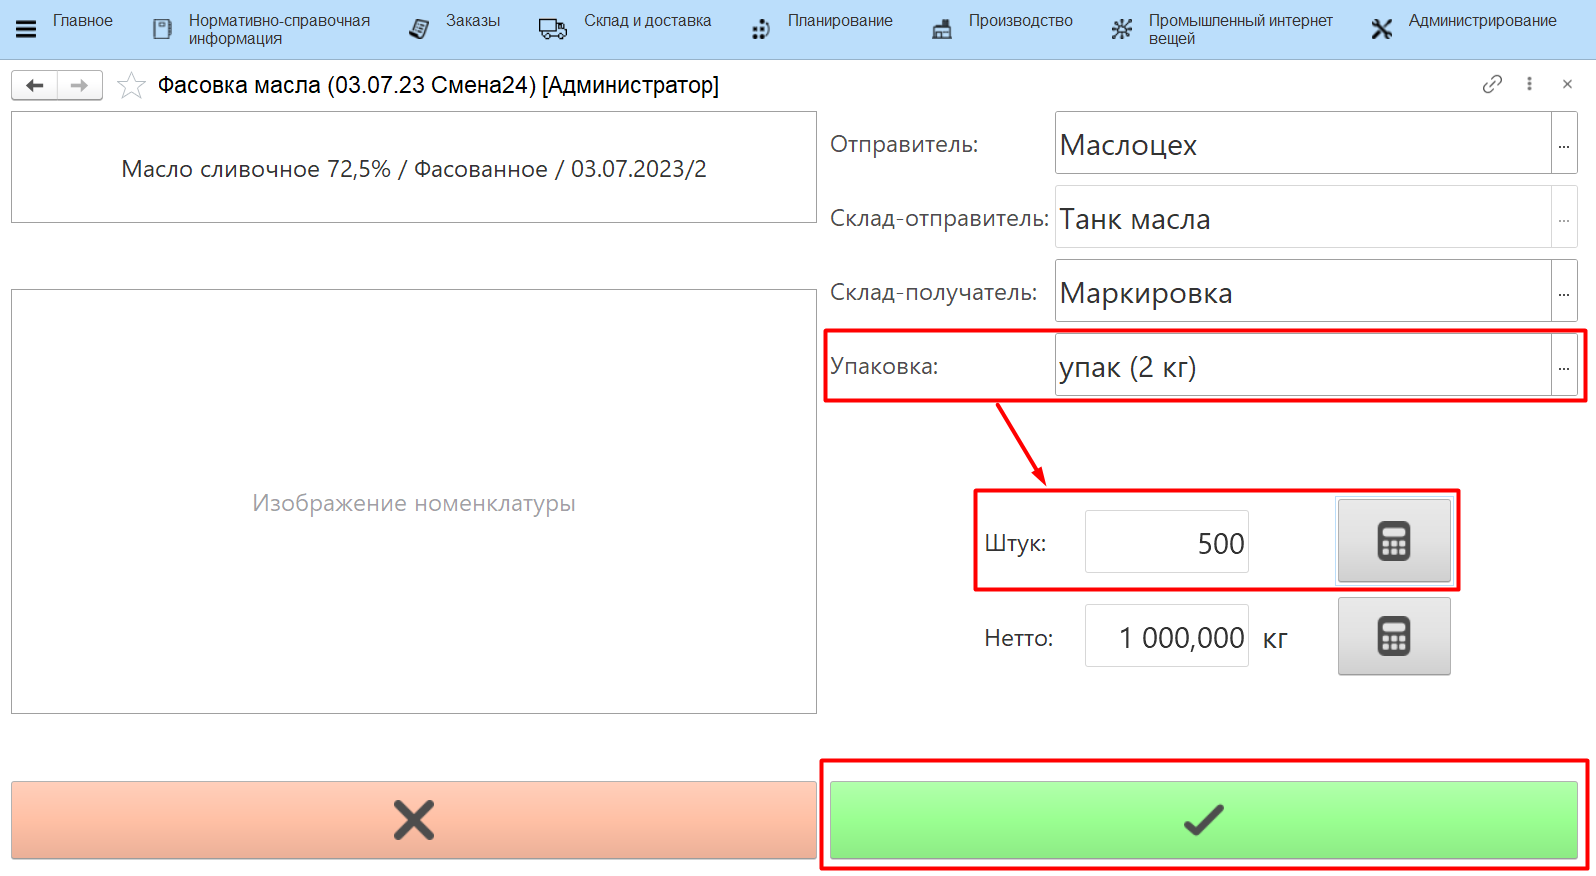 Главное
Нормативно-справочная
информация
Заказы
Склад и доставка
Планирование
Производство
Промышленный интернет
вещей
Администрирование
Фасовка масла (03.07.23 Смена24) [Администратор]
Масло сливочное 72,5% / Фасованное / 03.07.2023/2
Изображение номенклатуры
Отправитель: Маслоцех ...
Склад-отправитель: Танк масла ...
Склад-получатель: Маркировка ...
Упаковка: упак (2 кг) ...
Штук: 500
Нетто: 1 000,000 кг